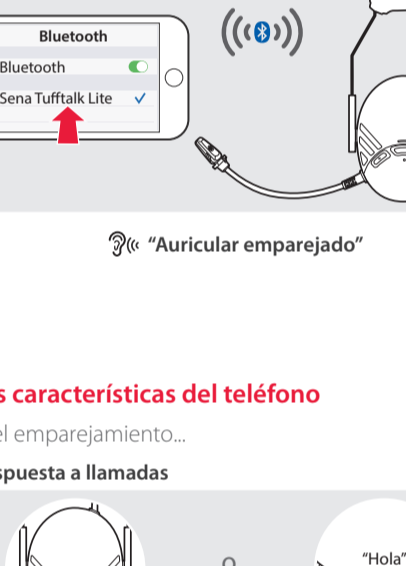 Bluetooth
Bluetooth
Sena Tufftalk Lite
“Auricular emparejado”
s características del teléfono
el emparejamiento...
spuesta a llamadas
“Hola”